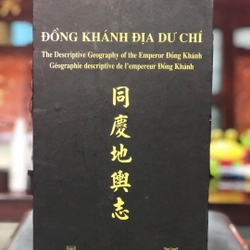 ĐỒNG KHÁNH ĐỊA DƯ CHÍ
The Descriptive Geography of the Emperor Đồng Khánh
Géographie descriptive de l'empereur Đồng Khánh
同慶地輿志